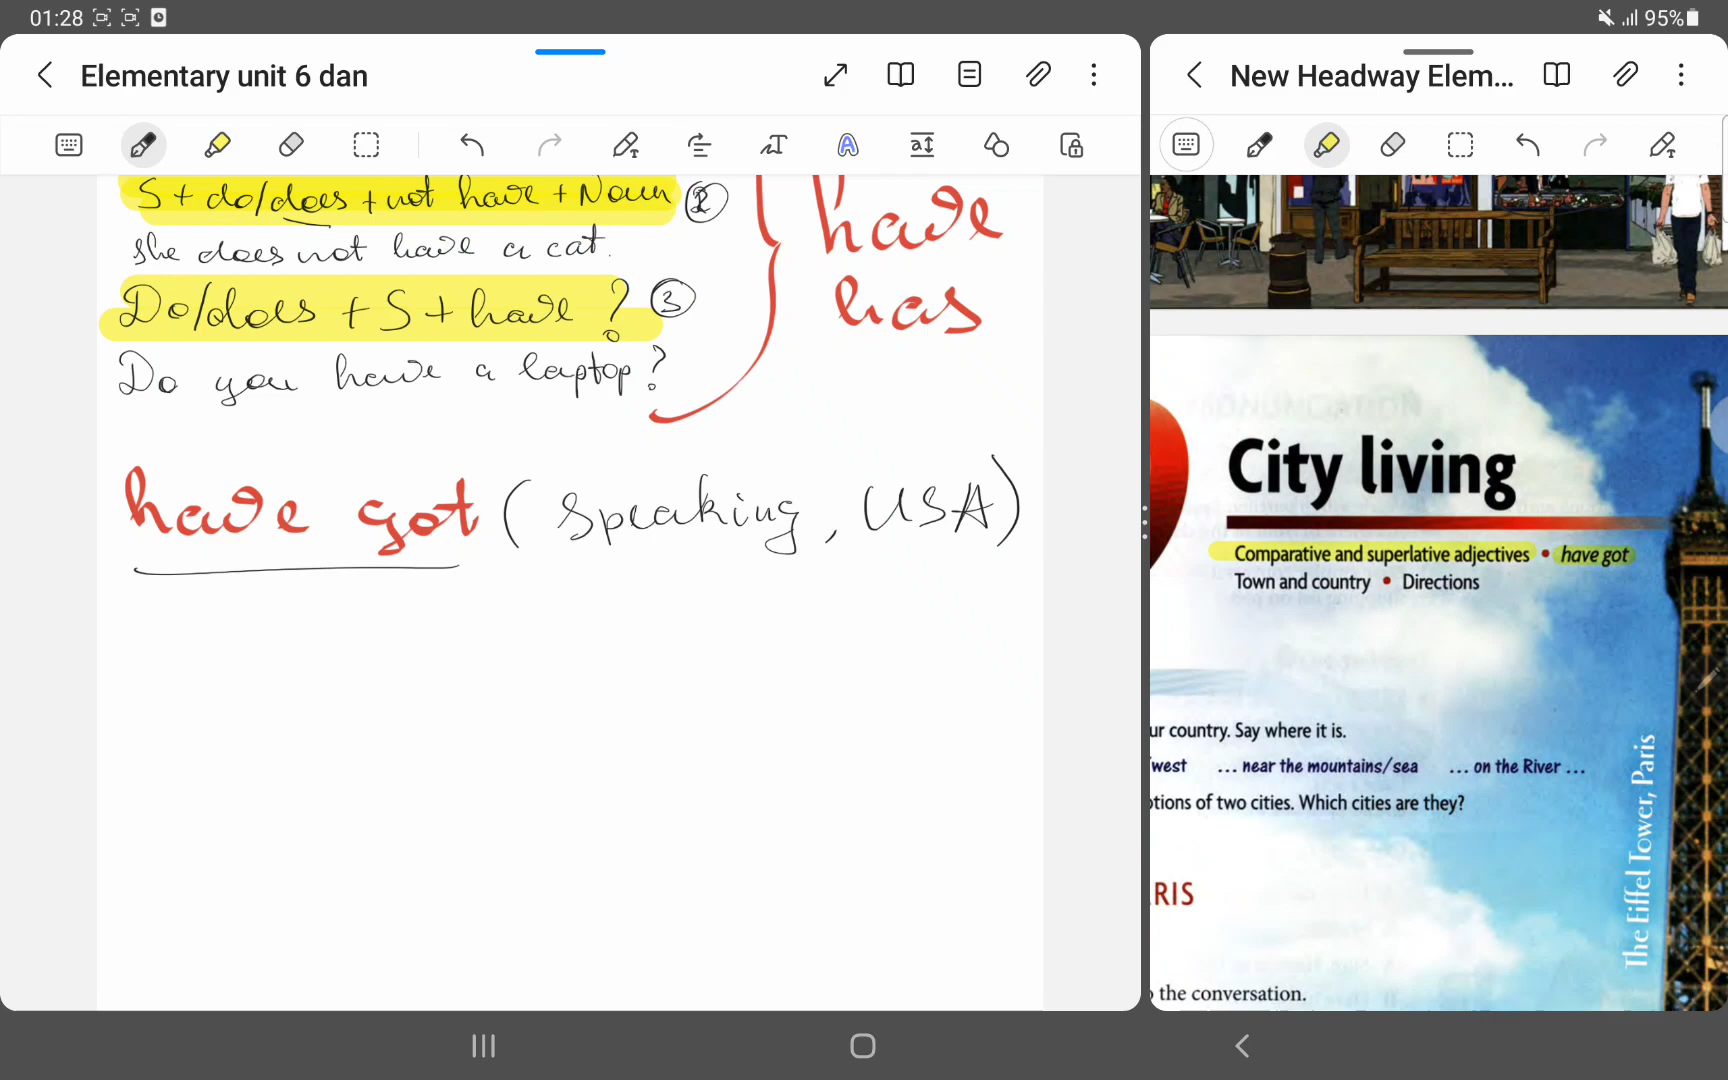 01:28
95%
Elementary unit 6 dan
S + do/does + not have + Noun 2
she does not have a cat.
Do/does + S + have ? 3
Do you have a laptop?
have
has
have got ( speaking, USA)
New Headway Elem...
City living
Comparative and superlative adjectives • have got
Town and country • Directions
ur country. Say where it is.
west ... near the mountains/sea ... on the River ...
tions of two cities. Which cities are they?
RIS
the conversation.
The Eiffel Tower, Paris